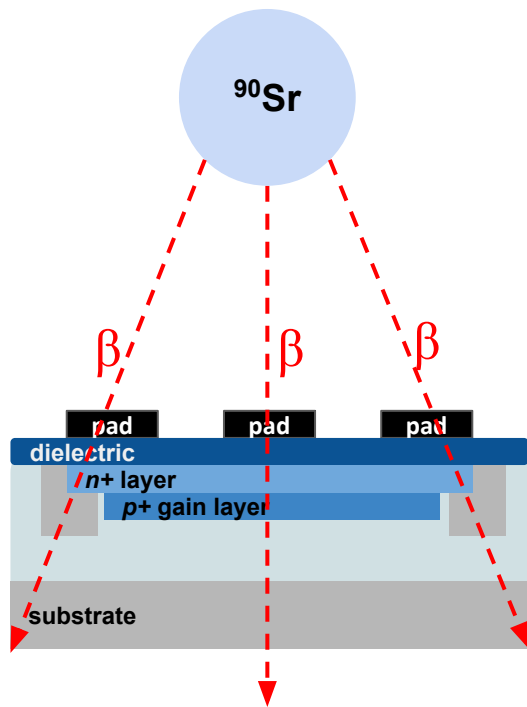 ⁹⁰Sr
β β β
pad pad pad
dielectric
n+ layer
p+ gain layer
substrate